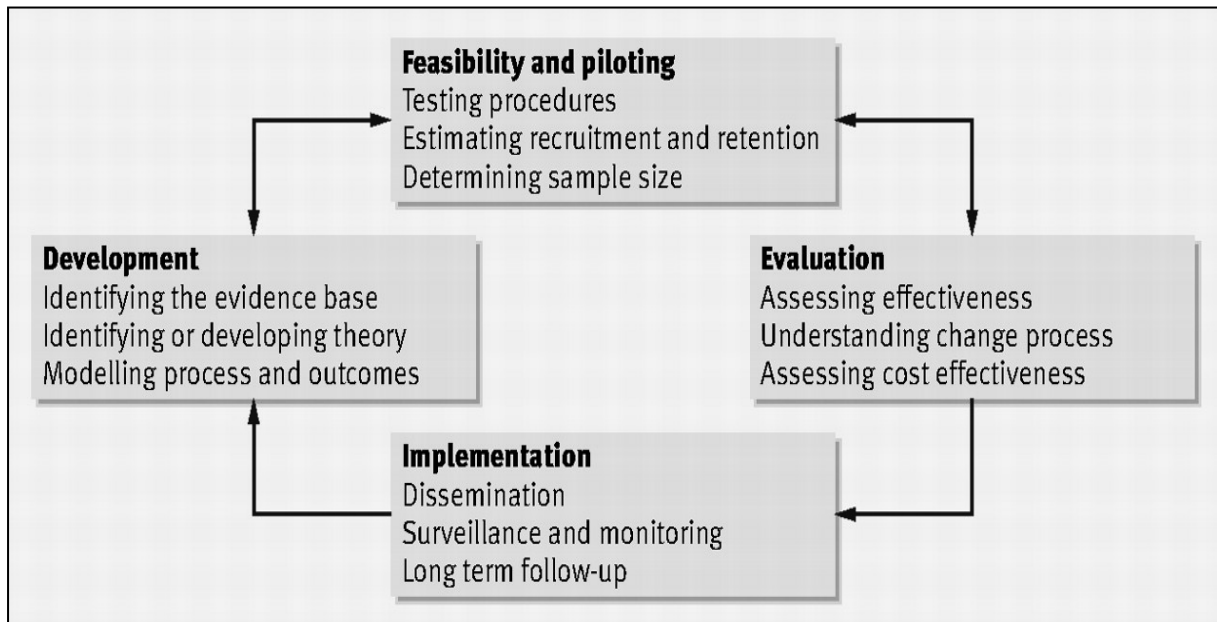 Feasibility and piloting
Testing procedures
Estimating recruitment and retention
Determining sample size
Development
Identifying the evidence base
Identifying or developing theory
Modelling process and outcomes
Evaluation
Assessing effectiveness
Understanding change process
Assessing cost effectiveness
Implementation
Dissemination
Surveillance and monitoring
Long term follow-up